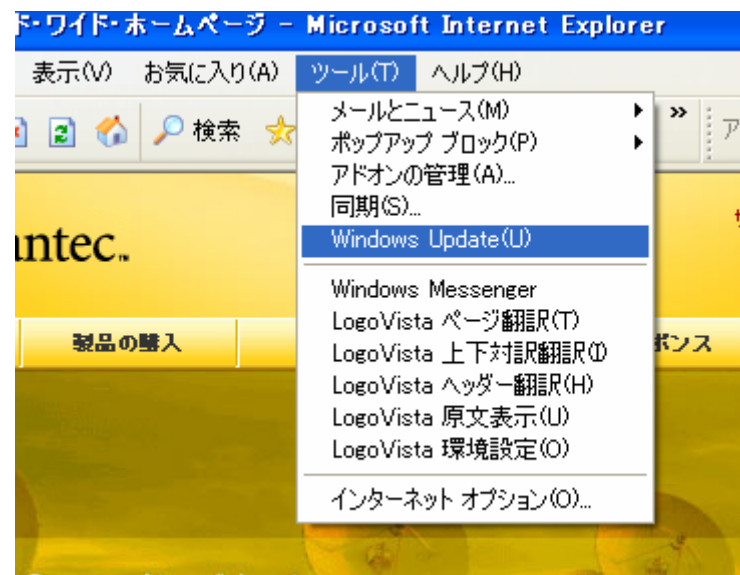 ド・ワイド・ホームページ - Microsoft Internet Explorer
表示(V) お気に入り(A) ツール(T) ヘルプ(H)
検索 » ア
メールとニュース(M)
ポップアップ ブロック(P)
アドオンの管理(A)...
同期(S)...
Windows Update(U)
Windows Messenger
LogoVista ページ翻訳(T)
LogoVista 上下対訳翻訳(I)
LogoVista ヘッダー翻訳(H)
LogoVista 原文表示(U)
LogoVista 環境設定(O)
インターネット オプション(O)...
antec™
製品の購入 ポンス